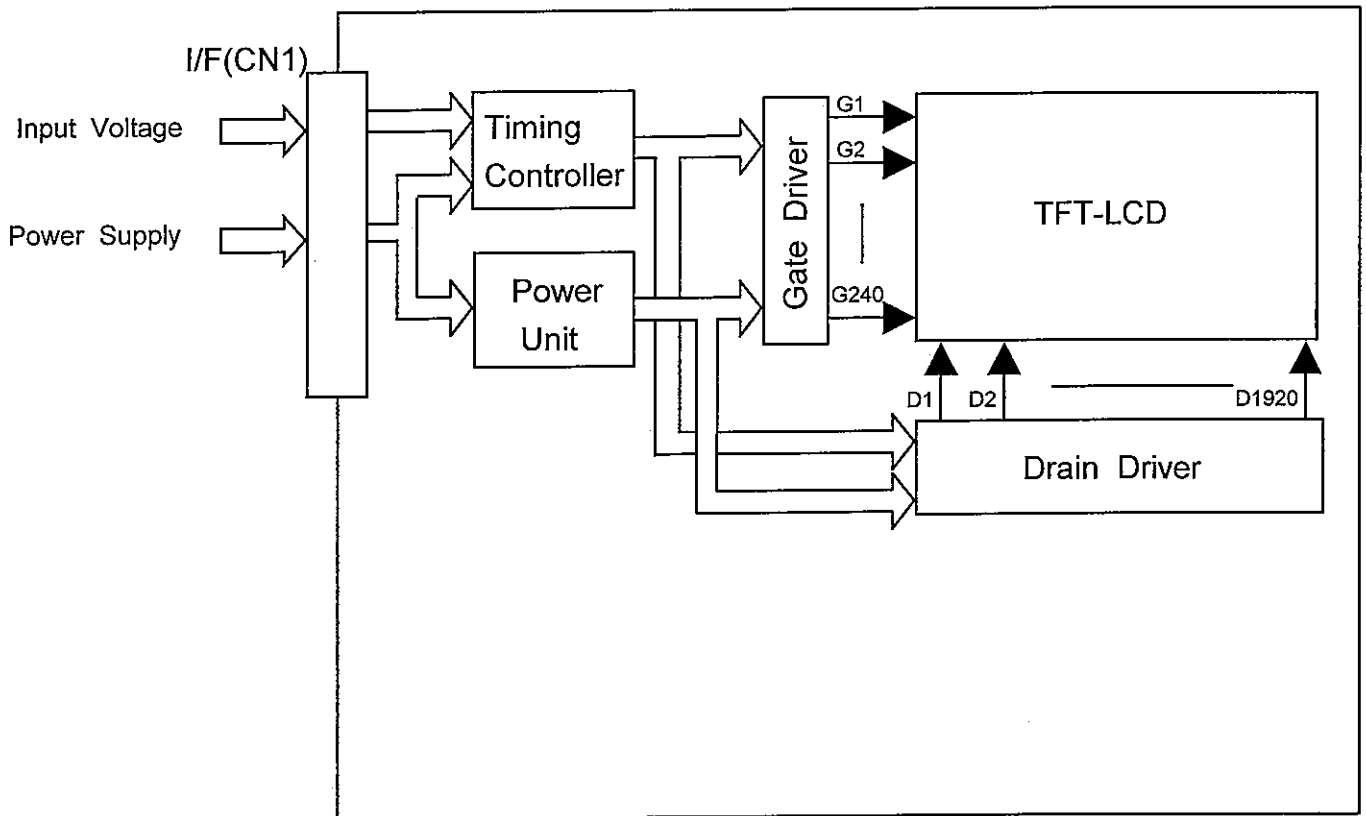 I/F(CN1)
Input Voltage
Power Supply
Timing
Controller
Power
Unit
Gate Driver
G1
G2
G240
TFT-LCD
D1
D2
D1920
Drain Driver